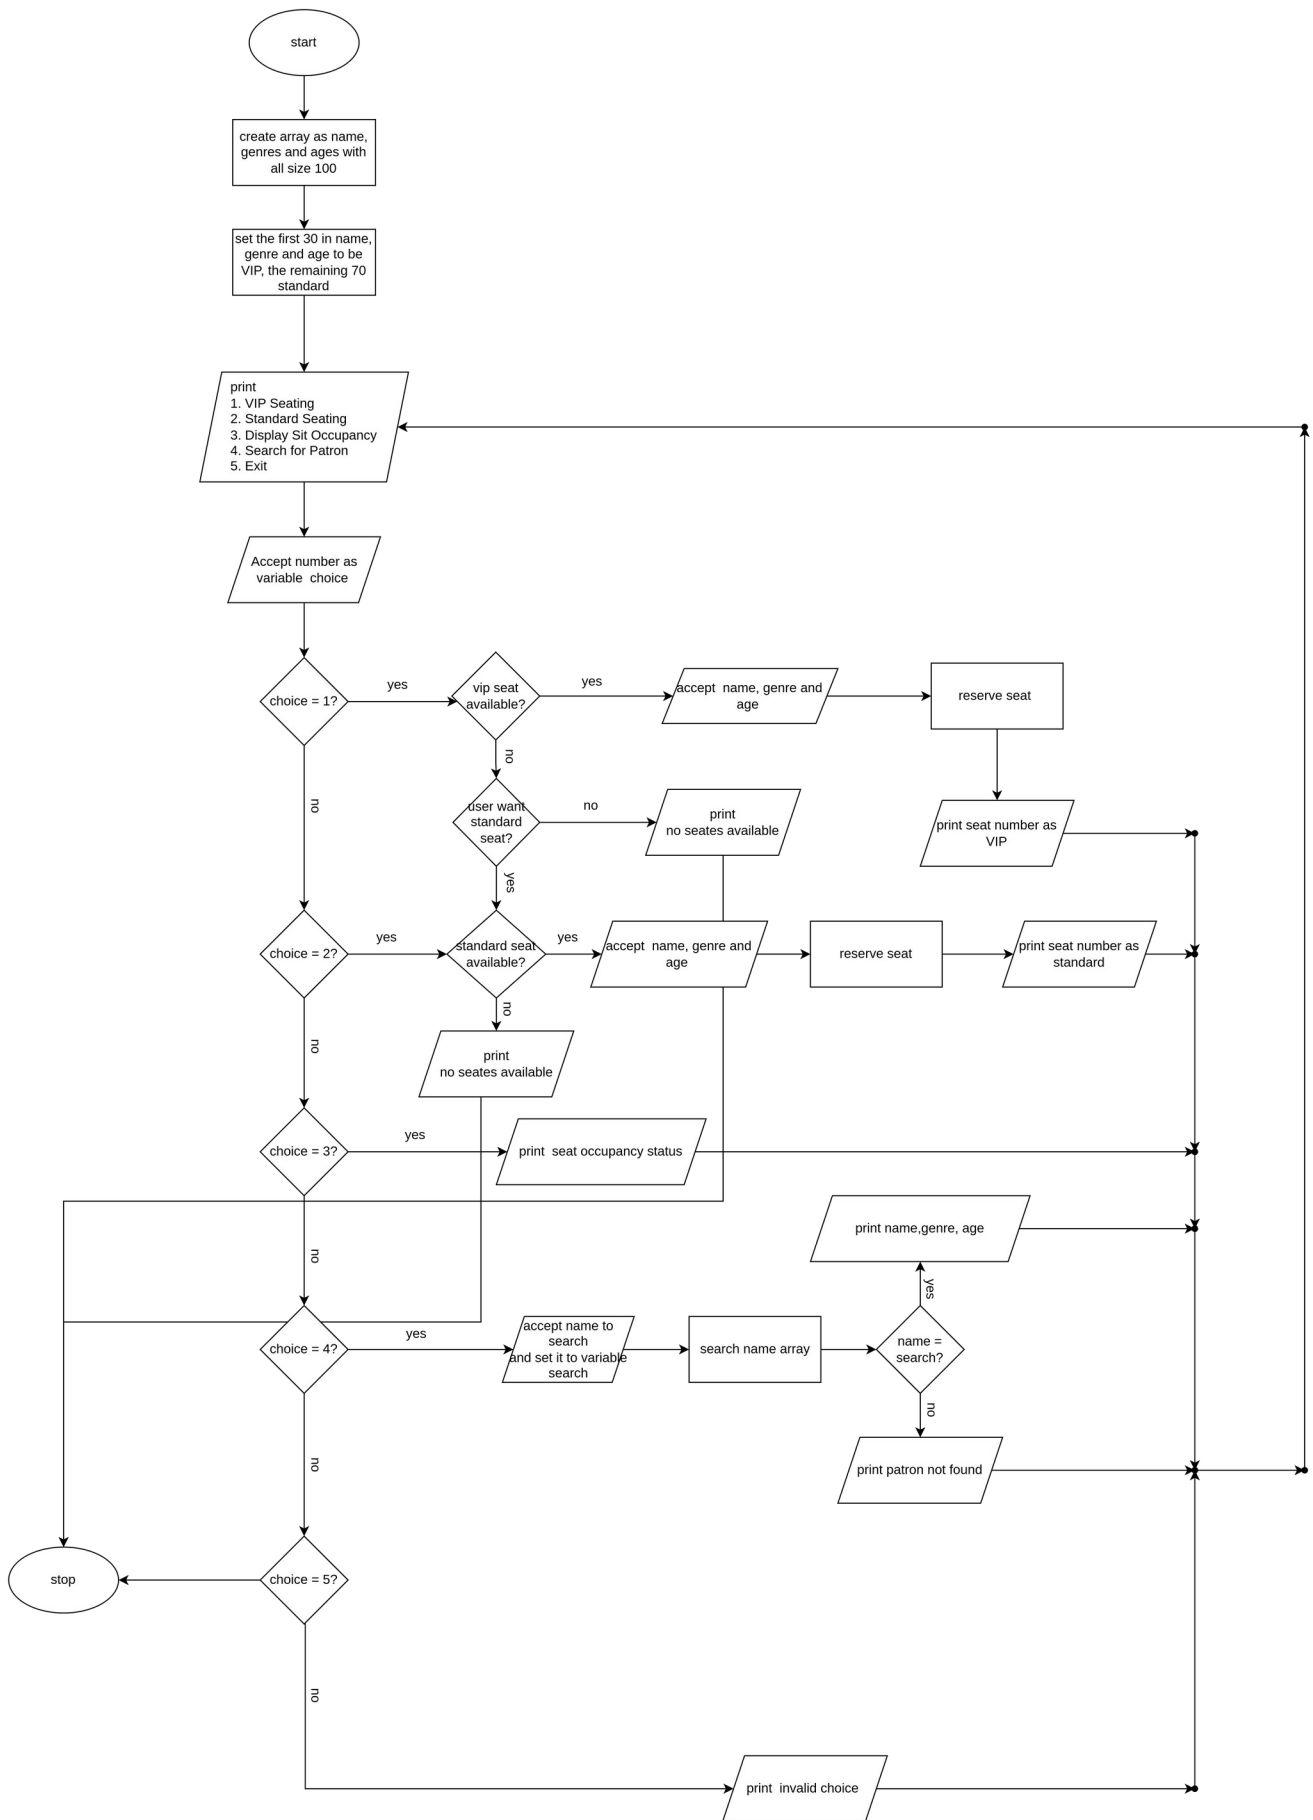 start
create array as name,
genres and ages with
all size 100
set the first 30 in name,
genre and age to be
VIP, the remaining 70
standard
print
1. VIP Seating
2. Standard Seating
3. Display Sit Occupancy
4. Search for Patron
5. Exit
Accept number as
variable choice
choice = 1?
yes
vip seat
available?
yes
accept name, genre and
age
reserve seat
no
no
user want
standard
seat?
no
print
no seates available
print seat number as
VIP
yes
choice = 2?
yes
standard seat
available?
yes
accept name, genre and
age
reserve seat
print seat number as
standard
no
no
print
no seates available
choice = 3?
yes
print seat occupancy status
no
print name,genre, age
yes
choice = 4?
yes
accept name to
search
and set it to variable
search
search name array
name =
search?
no
no
print patron not found
stop
choice = 5?
no
print invalid choice